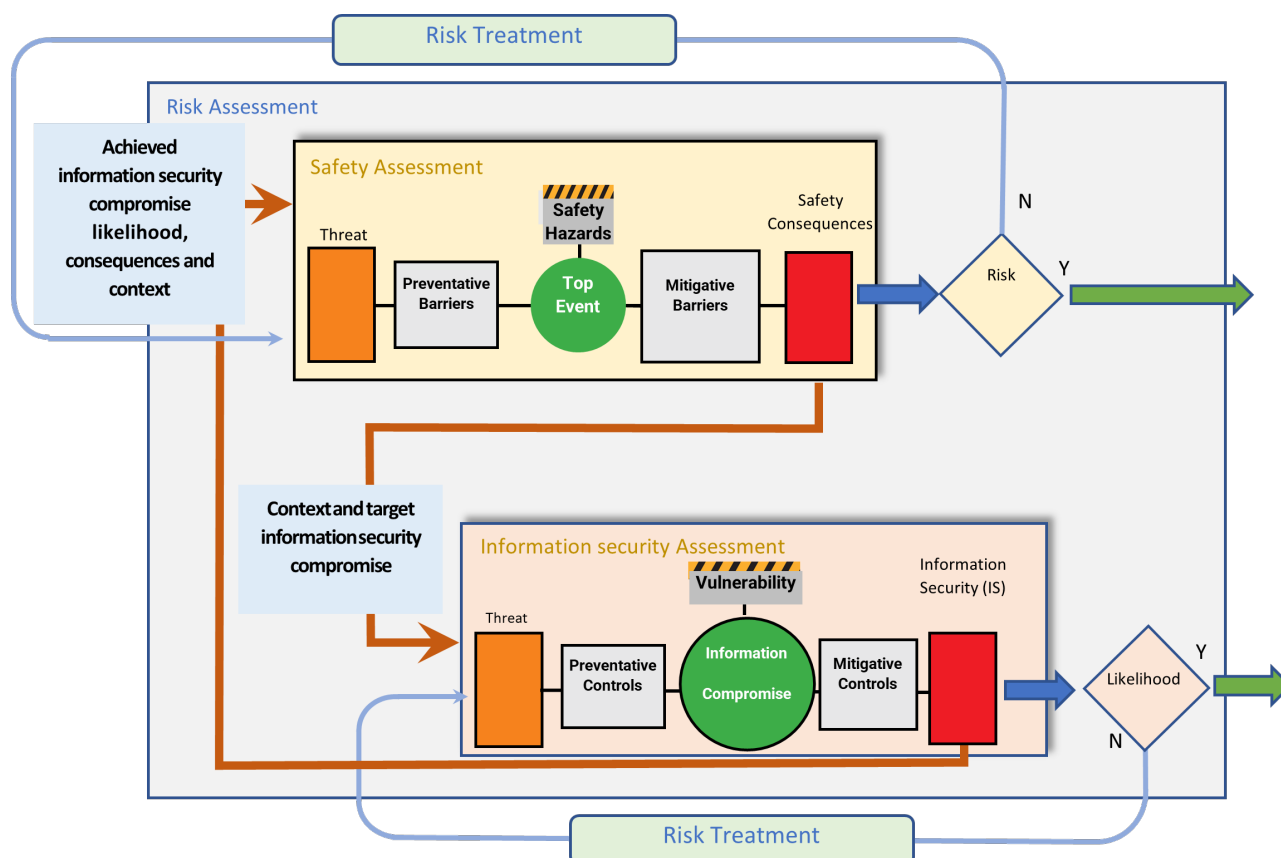 Risk Treatment
Risk Assessment
Achieved
information security
compromise
likelihood,
consequences and
context
Safety Assessment
Safety
Hazards
Safety
Consequences
Threat
Preventative
Barriers
Top
Event
Mitigative
Barriers
N
Risk
Y
Context and target
information security
compromise
Information security Assessment
Vulnerability
Information
Security (IS)
Threat
Preventative
Controls
Information
Compromise
Mitigative
Controls
Likelihood
Y
N
Risk Treatment